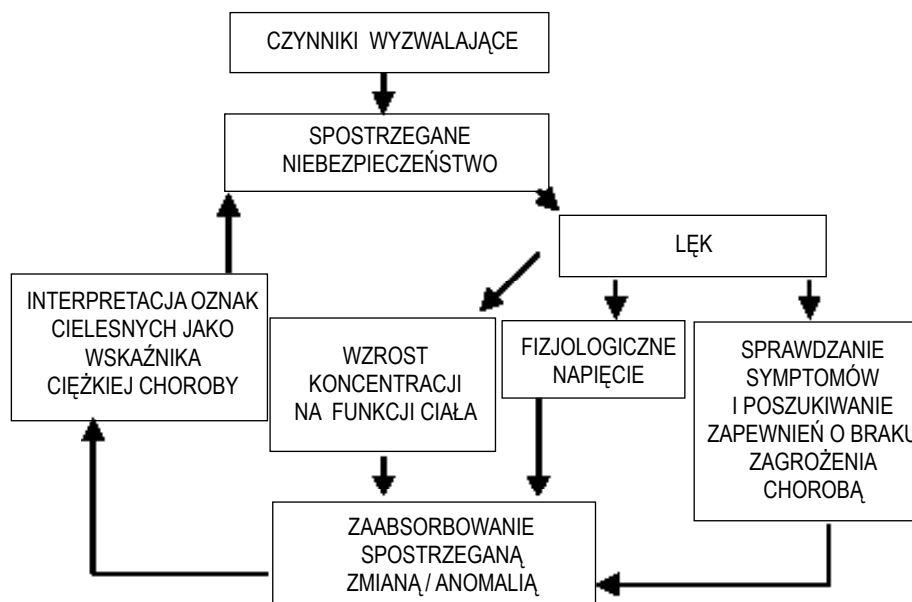 CZYNNIKI WYZWALAJĄCE
SPOSTRZEGANE
NIEBEZPIECZEŃSTWO
LĘK
INTERPRETACJA OZNAK
CIELESNYCH JAKO
WSKAŹNIKA
CIĘŻKIEJ CHOROBY
WZROST
KONCENTRACJI
NA FUNKCJI CIAŁA
FIZJOLOGICZNE
NAPIĘCIE
SPRAWDZANIE
SYMPTOMÓW
I POSZUKIWANIE
ZAPEWNIEŃ O BRAKU
ZAGROŻENIA
CHOROBĄ
ZAABSORBOWANIE
SPOSTRZEGANĄ
ZMIANĄ / ANOMALIĄ